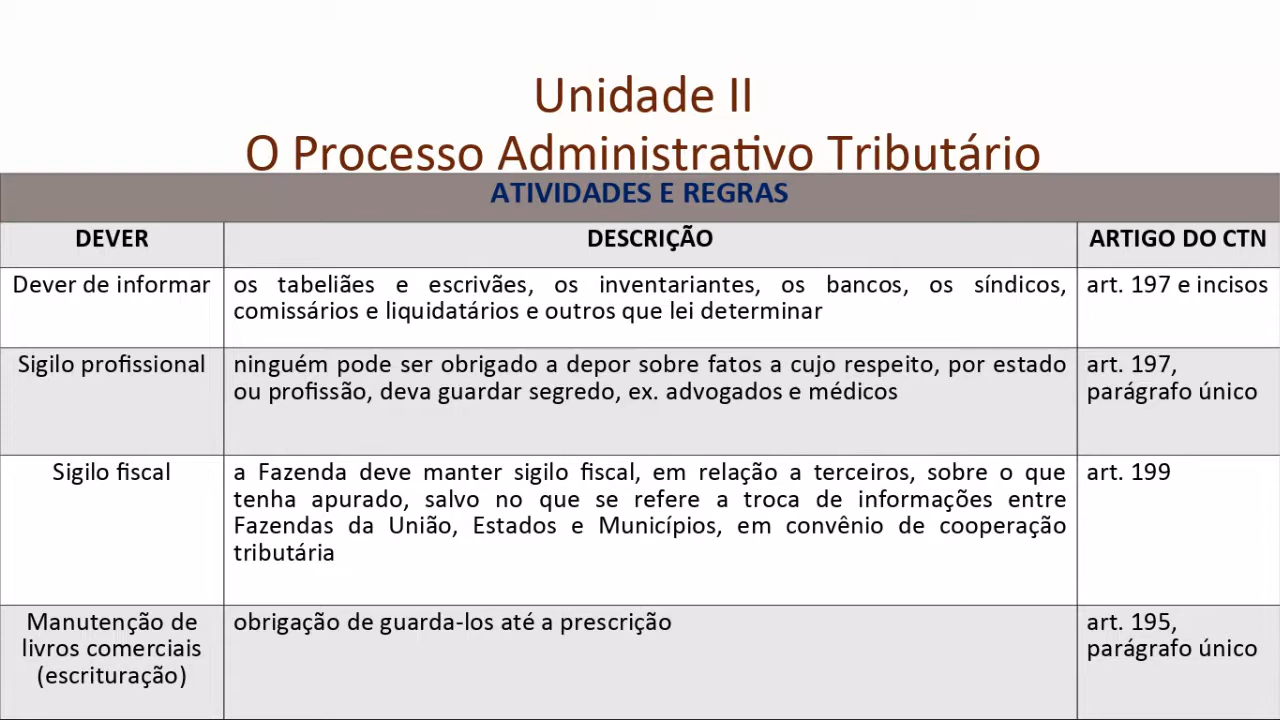 Unidade II
O Processo Administrativo Tributário
ATIVIDADES E REGRAS
DEVER
DESCRIÇÃO
ARTIGO DO CTN
Dever de informar
os tabeliães e escrivães, os inventariantes, os bancos, os síndicos,
comissários e liquidatários e outros que lei determinar
art. 197 e incisos
Sigilo profissional
ninguém pode ser obrigado a depor sobre fatos a cujo respeito, por estado
ou profissão, deva guardar segredo, ex. advogados e médicos
art. 197,
parágrafo único
Sigilo fiscal
a Fazenda deve manter sigilo fiscal, em relação a terceiros, sobre o que
tenha apurado, salvo no que se refere a troca de informações entre
Fazendas da União, Estados e Municípios, em convênio de cooperação
tributária
art. 199
Manutenção de
livros comerciais
(escrituração)
obrigação de guarda-los até a prescrição
art. 195,
parágrafo único